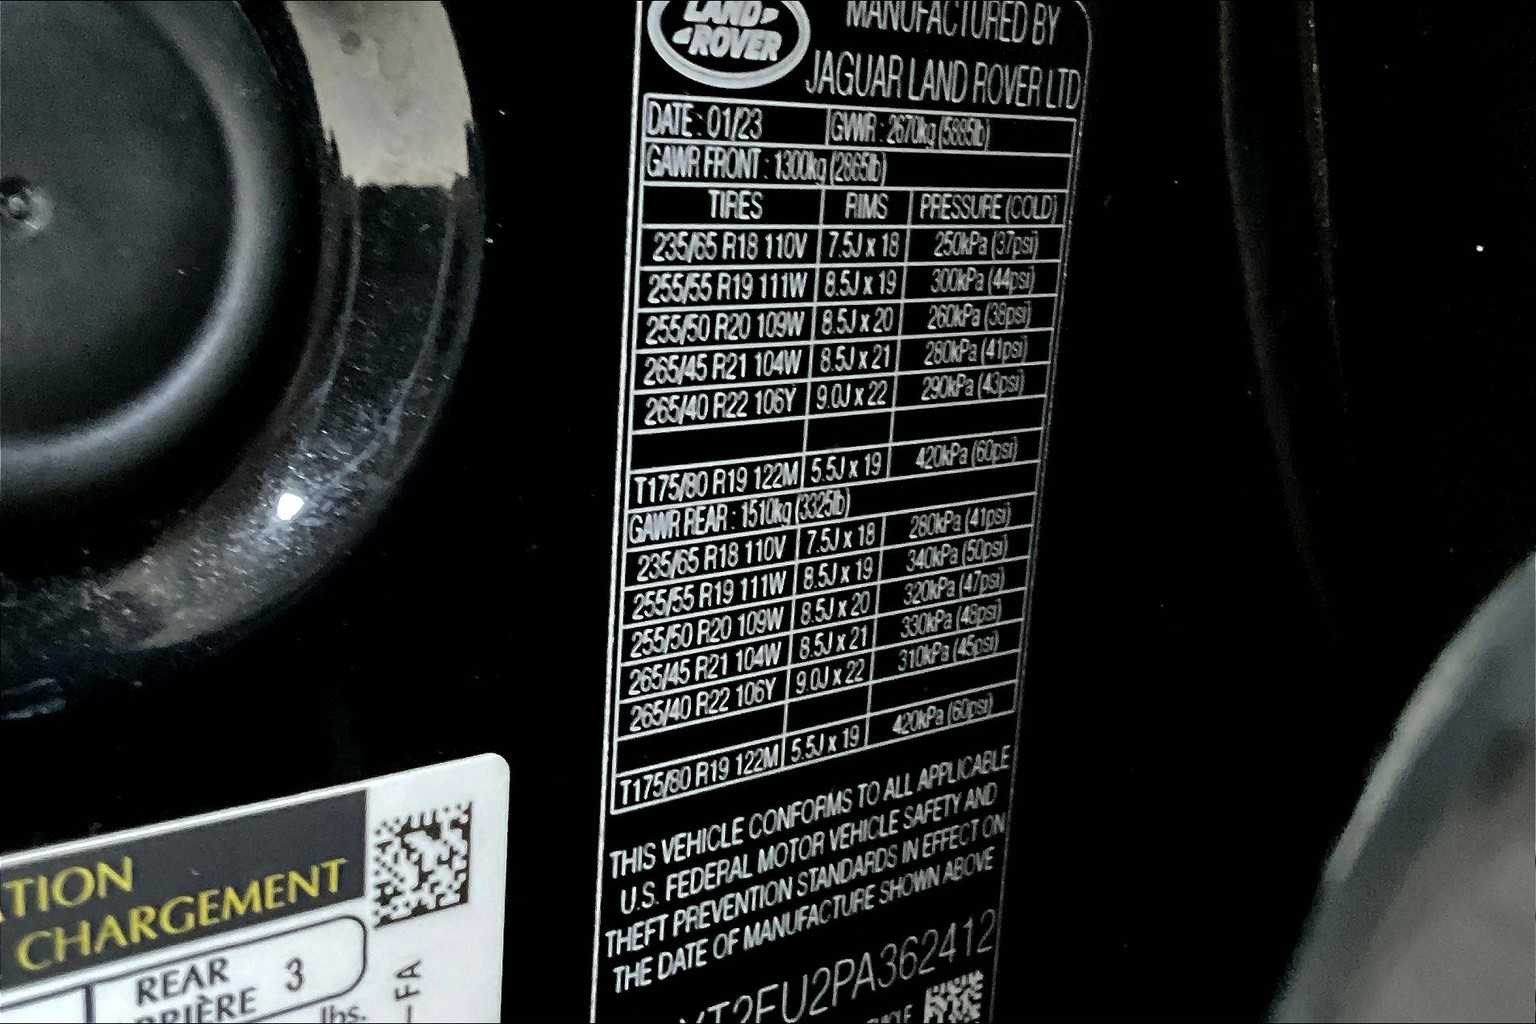 LAND-
-ROVER
MANUFACTURED BY
JAGUAR LAND ROVER LTD
DATE : 01/23 GVWR : 2670kg (5885lb)
GAWR FRONT : 1300kg (2865lb)
TIRES RIMS PRESSURE (COLD)
235/65 R18 110V 7.5J x 18 250kPa (37psi)
255/55 R19 111W 8.5J x 19 300kPa (44psi)
255/50 R20 109W 8.5J x 20 260kPa (38psi)
265/45 R21 104W 8.5J x 21 280kPa (41psi)
265/40 R22 106Y 9.0J x 22 290kPa (43psi)
T175/80 R19 122M 5.5J x 19 420kPa (60psi)
GAWR REAR : 1510kg (3325lb)
235/65 R18 110V 7.5J x 18 280kPa (41psi)
255/55 R19 111W 8.5J x 19 340kPa (50psi)
255/50 R20 109W 8.5J x 20 320kPa (47psi)
265/45 R21 104W 8.5J x 21 330kPa (48psi)
265/40 R22 106Y 9.0J x 22 310kPa (45psi)
T175/80 R19 122M 5.5J x 19 420kPa (60psi)
THIS VEHICLE CONFORMS TO ALL APPLICABLE
U.S. FEDERAL MOTOR VEHICLE SAFETY AND
THEFT PREVENTION STANDARDS IN EFFECT ON
THE DATE OF MANUFACTURE SHOWN ABOVE
XT2FU2PA362412
TION
CHARGEMENT
REAR 3
RRIÈRE
lbs.
-FA